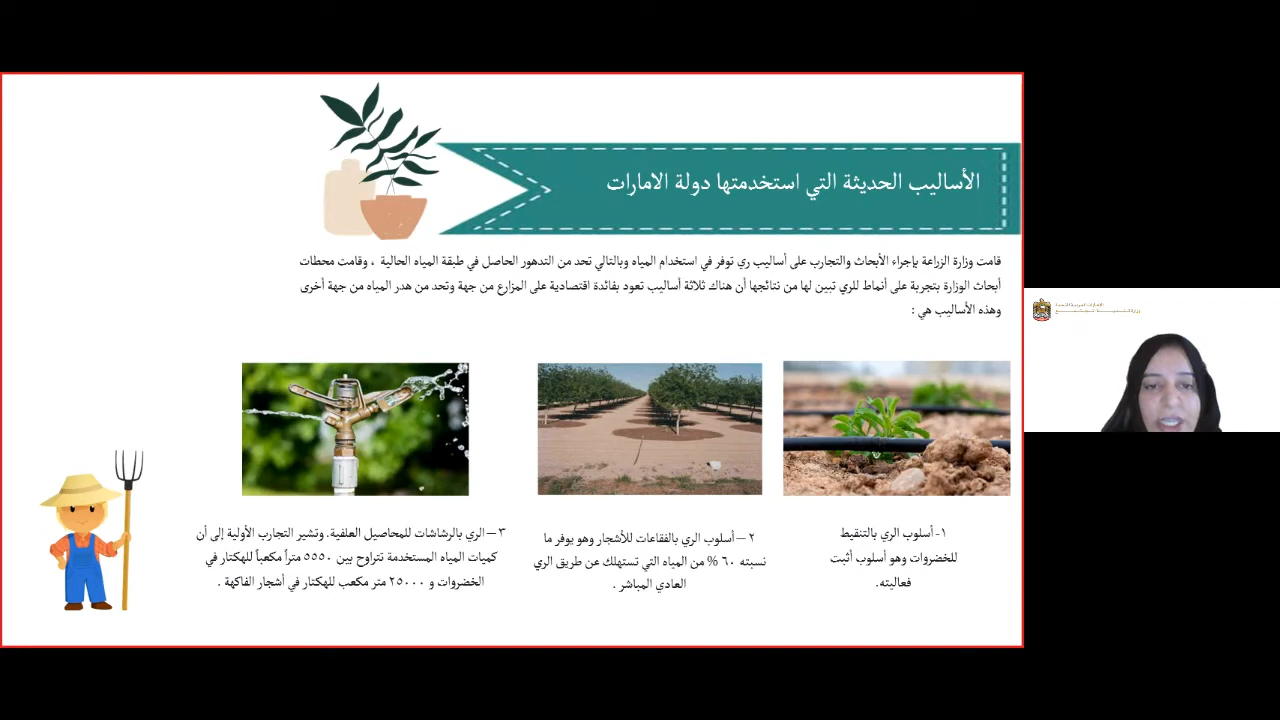 الأساليب الحديثة التي استخدمتها دولة الامارات
قامت وزارة الزراعة بإجراء الأبحاث والتجارب على أساليب ري توفر في استخدام المياه وبالتالي تحد من التدهور الحاصل في طبقة المياه الحالية ، وقامت محطات
أبحاث الوزارة بتجربة على أنماط للري تبين لها من نتائجها أن هناك ثلاثة أساليب تعود بفائدة اقتصادية على المزارع من جهة وتحد من هدر المياه من جهة أخرى
وهذه الأساليب هي :
١- أسلوب الري بالتنقيط
للخضروات وهو أسلوب أثبت
فعاليته.
٢ – أسلوب الري بالفقاعات للأشجار وهو يوفر ما
نسبته ٦٠ % من المياه التي تستهلك عن طريق الري
العادي المباشر .
٣ – الري بالرشاشات للمحاصيل العلفية. وتشير التجارب الأولية إلى أن
كميات المياه المستخدمة تتراوح بين ٥٥٥٠ متراً مكعباً للهكتار في
الخضروات و ٢٥٠٠٠ متر مكعب للهكتار في أشجار الفاكهة .
الإمارات العربية المتحدة